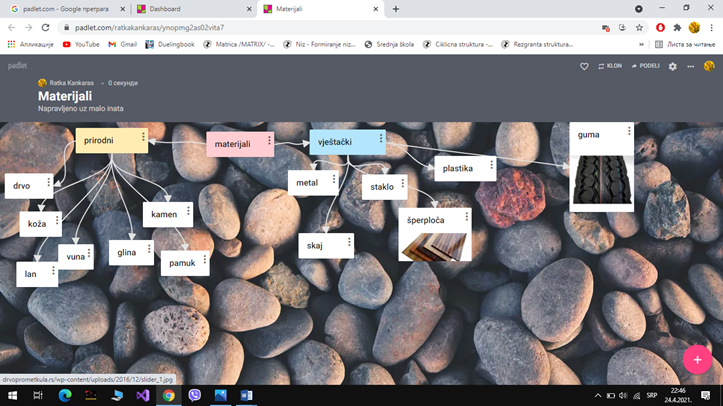 padlet.com - Google претрага
Dashboard
Materijali
padlet.com/ratkakankaras/ynopmg2as02vita7
Апликације
YouTube
Gmail
Duelingbook
Matrica /MATRIX/ -...
Niz - Formiranje niz...
Srednja škola
Ciklicna struktura -...
Rezgranta struktura...
»
Листа за читање
padlet
KLON
PODELI
Ratka Kankaras • 0 секунди
Materijali
Napravljeno uz malo inata
prirodni
materijali
vještački
guma
drvo
metal
staklo
plastika
koža
kamen
šperploča
vuna
glina
skaj
lan
pamuk
drvoprometkula.rs/wp-content/uploads/2016/12/slider_1.jpg
SRP
22:46
24.4.2021.